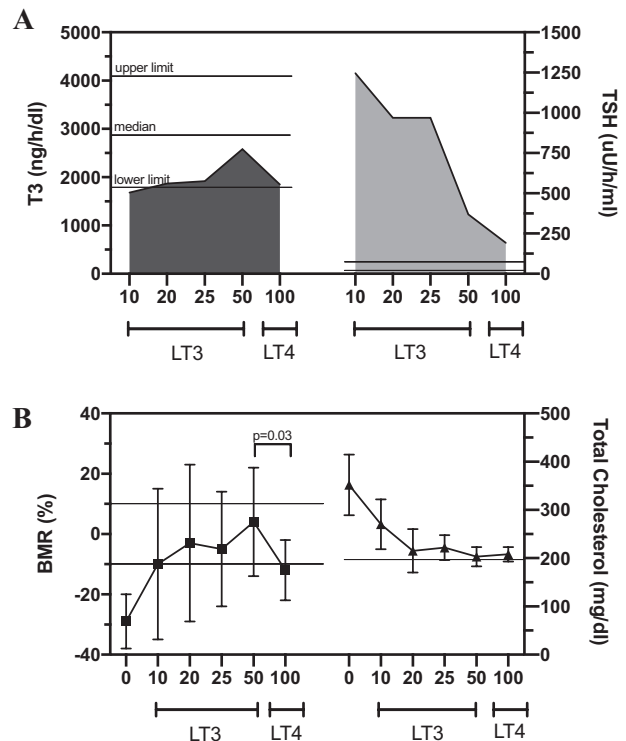 A
T3 (ng/h/dl)
5000
4000
3000
2000
1000
0
upper limit
median
lower limit
10 20 25 50 100
LT3 LT4
1500
1250
1000
750
500
250
0
TSH (uU/h/ml)
10 20 25 50 100
LT3 LT4
B
BMR (%)
40
20
0
-20
-40
p=0.03
0 10 20 25 50 100
LT3 LT4
500
400
300
200
100
0
Total Cholesterol (mg/dl)
0 10 20 25 50 100
LT3 LT4